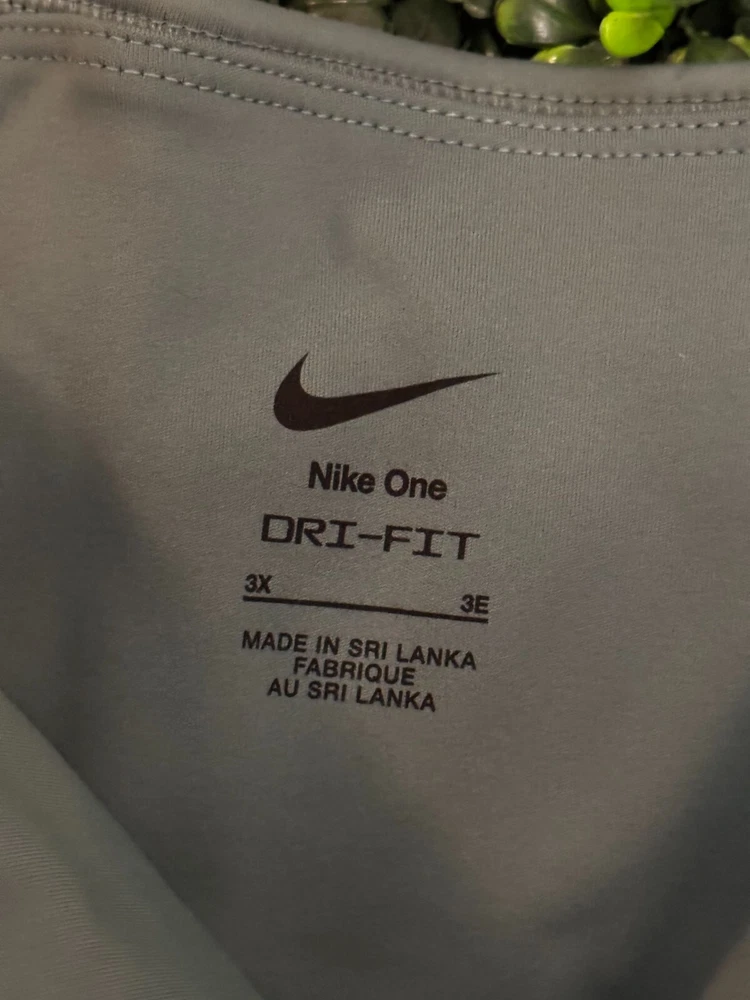 Nike One
DRI-FIT
3X 3E
MADE IN SRI LANKA
FABRIQUE
AU SRI LANKA